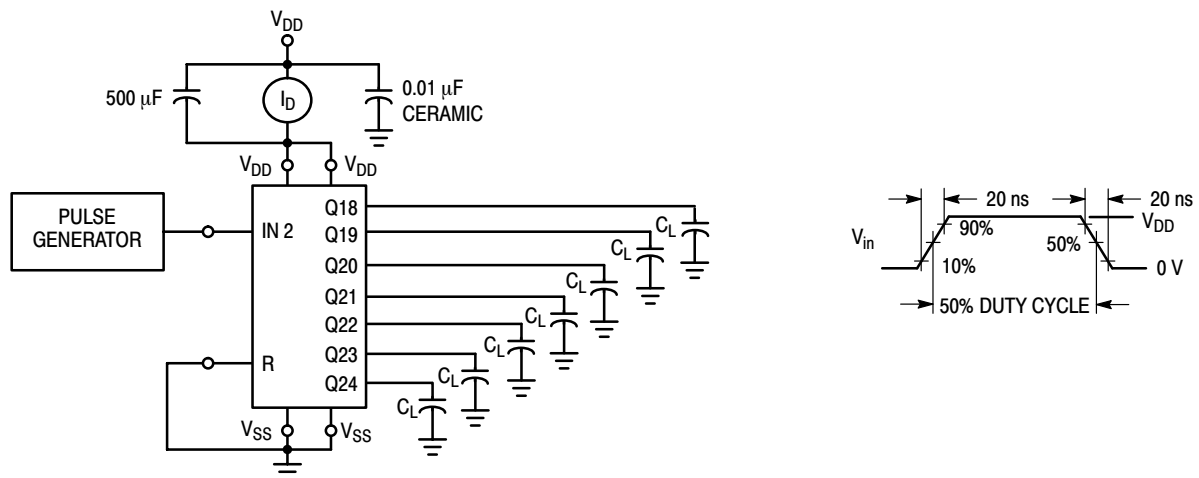 V_DD
500 μF
I_D
0.01 μF
CERAMIC
V_DD
V_DD
PULSE
GENERATOR
IN 2
R
Q18
Q19
Q20
Q21
Q22
Q23
Q24
C_L
C_L
C_L
C_L
C_L
C_L
C_L
V_SS
V_SS
20 ns
20 ns
V_in
90%
50%
V_DD
10%
0 V
50% DUTY CYCLE